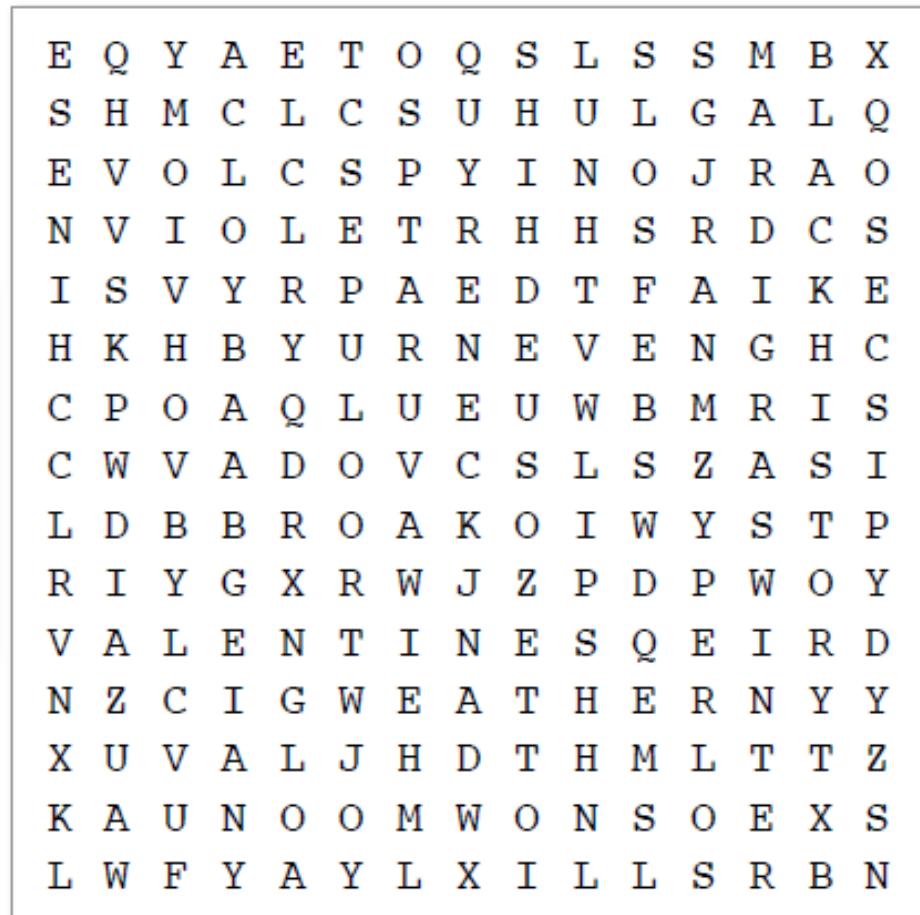 E Q Y A E T O Q S L S S M B X
S H M C L C S U H U L G A L Q
E V O L C S P Y I N O J R A O
N V I O L E T R H H S R D C S
I S V Y R P A E D T F A I K E
H K H B Y U R N E V E N G H C
C P O A Q L U E U W B M R I S
C W V A D O V C S L S Z A S I
L D B B R O A K O I W Y S T P
R I Y G X R W J Z P D P W O Y
V A L E N T I N E S Q E I R D
N Z C I G W E A T H E R N Y Y
X U V A L J H D T H M L T T Z
K A U N O O M W O N S O E X S
L W F Y A Y L X I L L S R B N